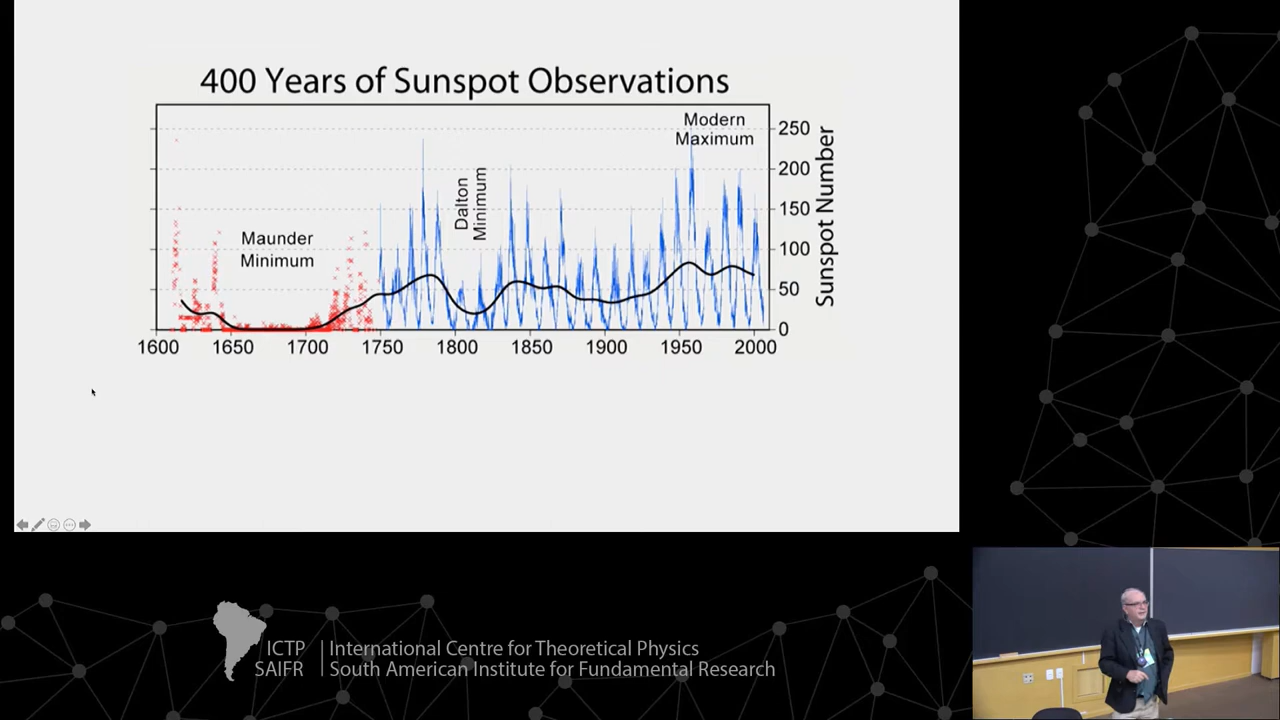 400 Years of Sunspot Observations
Modern
Maximum
Dalton
Minimum
Maunder
Minimum
250
200
150
100
50
0
Sunspot Number
1600 1650 1700 1750 1800 1850 1900 1950 2000
ICTP International Centre for Theoretical Physics
SAIFR South American Institute for Fundamental Research